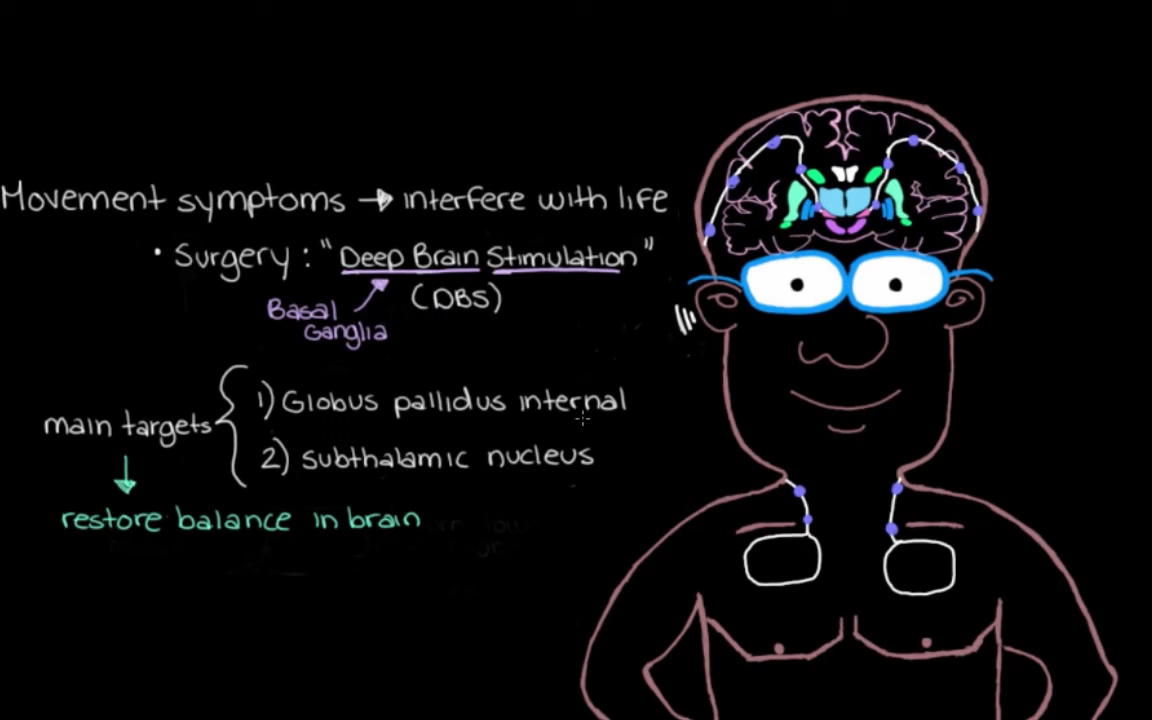 Movement symptoms → interfere with life
• Surgery : "Deep Brain Stimulation"
(DBS)
Basal
Ganglia
main targets
1) Globus pallidus internal
2) subthalamic nucleus
restore balance in brain